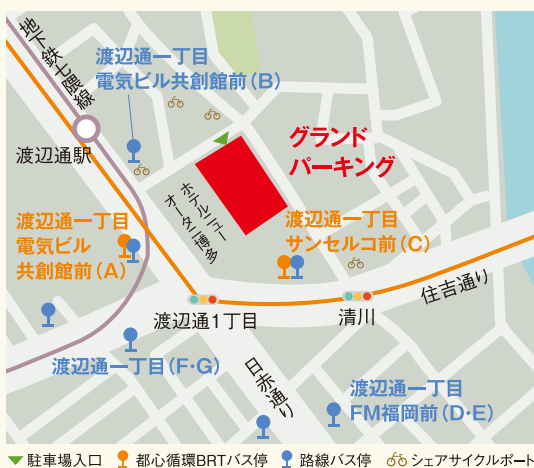 地下鉄七隈線
渡辺通一丁目
電気ビル共創館前（B）
渡辺通駅
グランド
パーキング
ホテルニュー
オータニ博多
渡辺通一丁目
電気ビル
共創館前（A）
渡辺通一丁目
サンセルコ前（C）
住吉通り
渡辺通1丁目
清川
渡辺通一丁目（F・G）
日赤通り
渡辺通一丁目
FM福岡前（D・E）
駐車場入口 都心循環BRTバス停 路線バス停 シェアサイクルポート